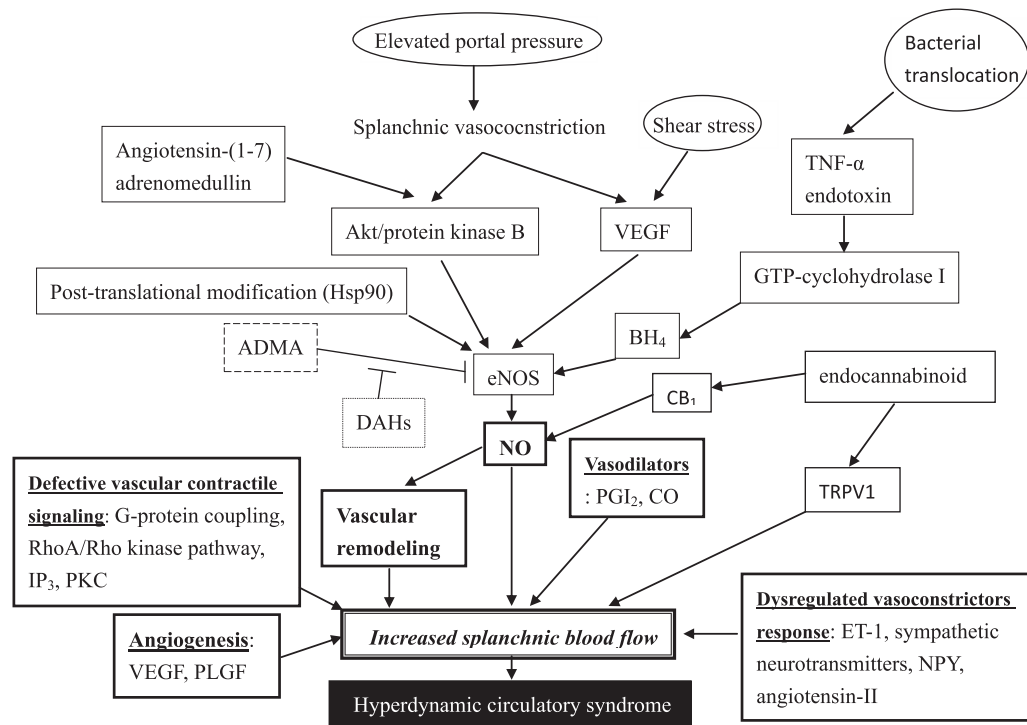 Elevated portal pressure
Bacterial
translocation
Splanchnic vasococnstriction
Shear stress
Angiotensin-(1-7)
adrenomedullin
TNF-α
endotoxin
Akt/protein kinase B
VEGF
GTP-cyclohydrolase I
Post-translational modification (Hsp90)
BH₄
ADMA
eNOS
endocannabinoid
CB₁
DAHs
NO
Vasodilators
: PGI₂, CO
TRPV1
Defective vascular contractile
signaling: G-protein coupling,
RhoA/Rho kinase pathway,
IP₃, PKC
Vascular
remodeling
Angiogenesis:
VEGF, PLGF
Increased splanchnic blood flow
Dysregulated vasoconstrictors
response: ET-1, sympathetic
neurotransmitters, NPY,
angiotensin-II
Hyperdynamic circulatory syndrome